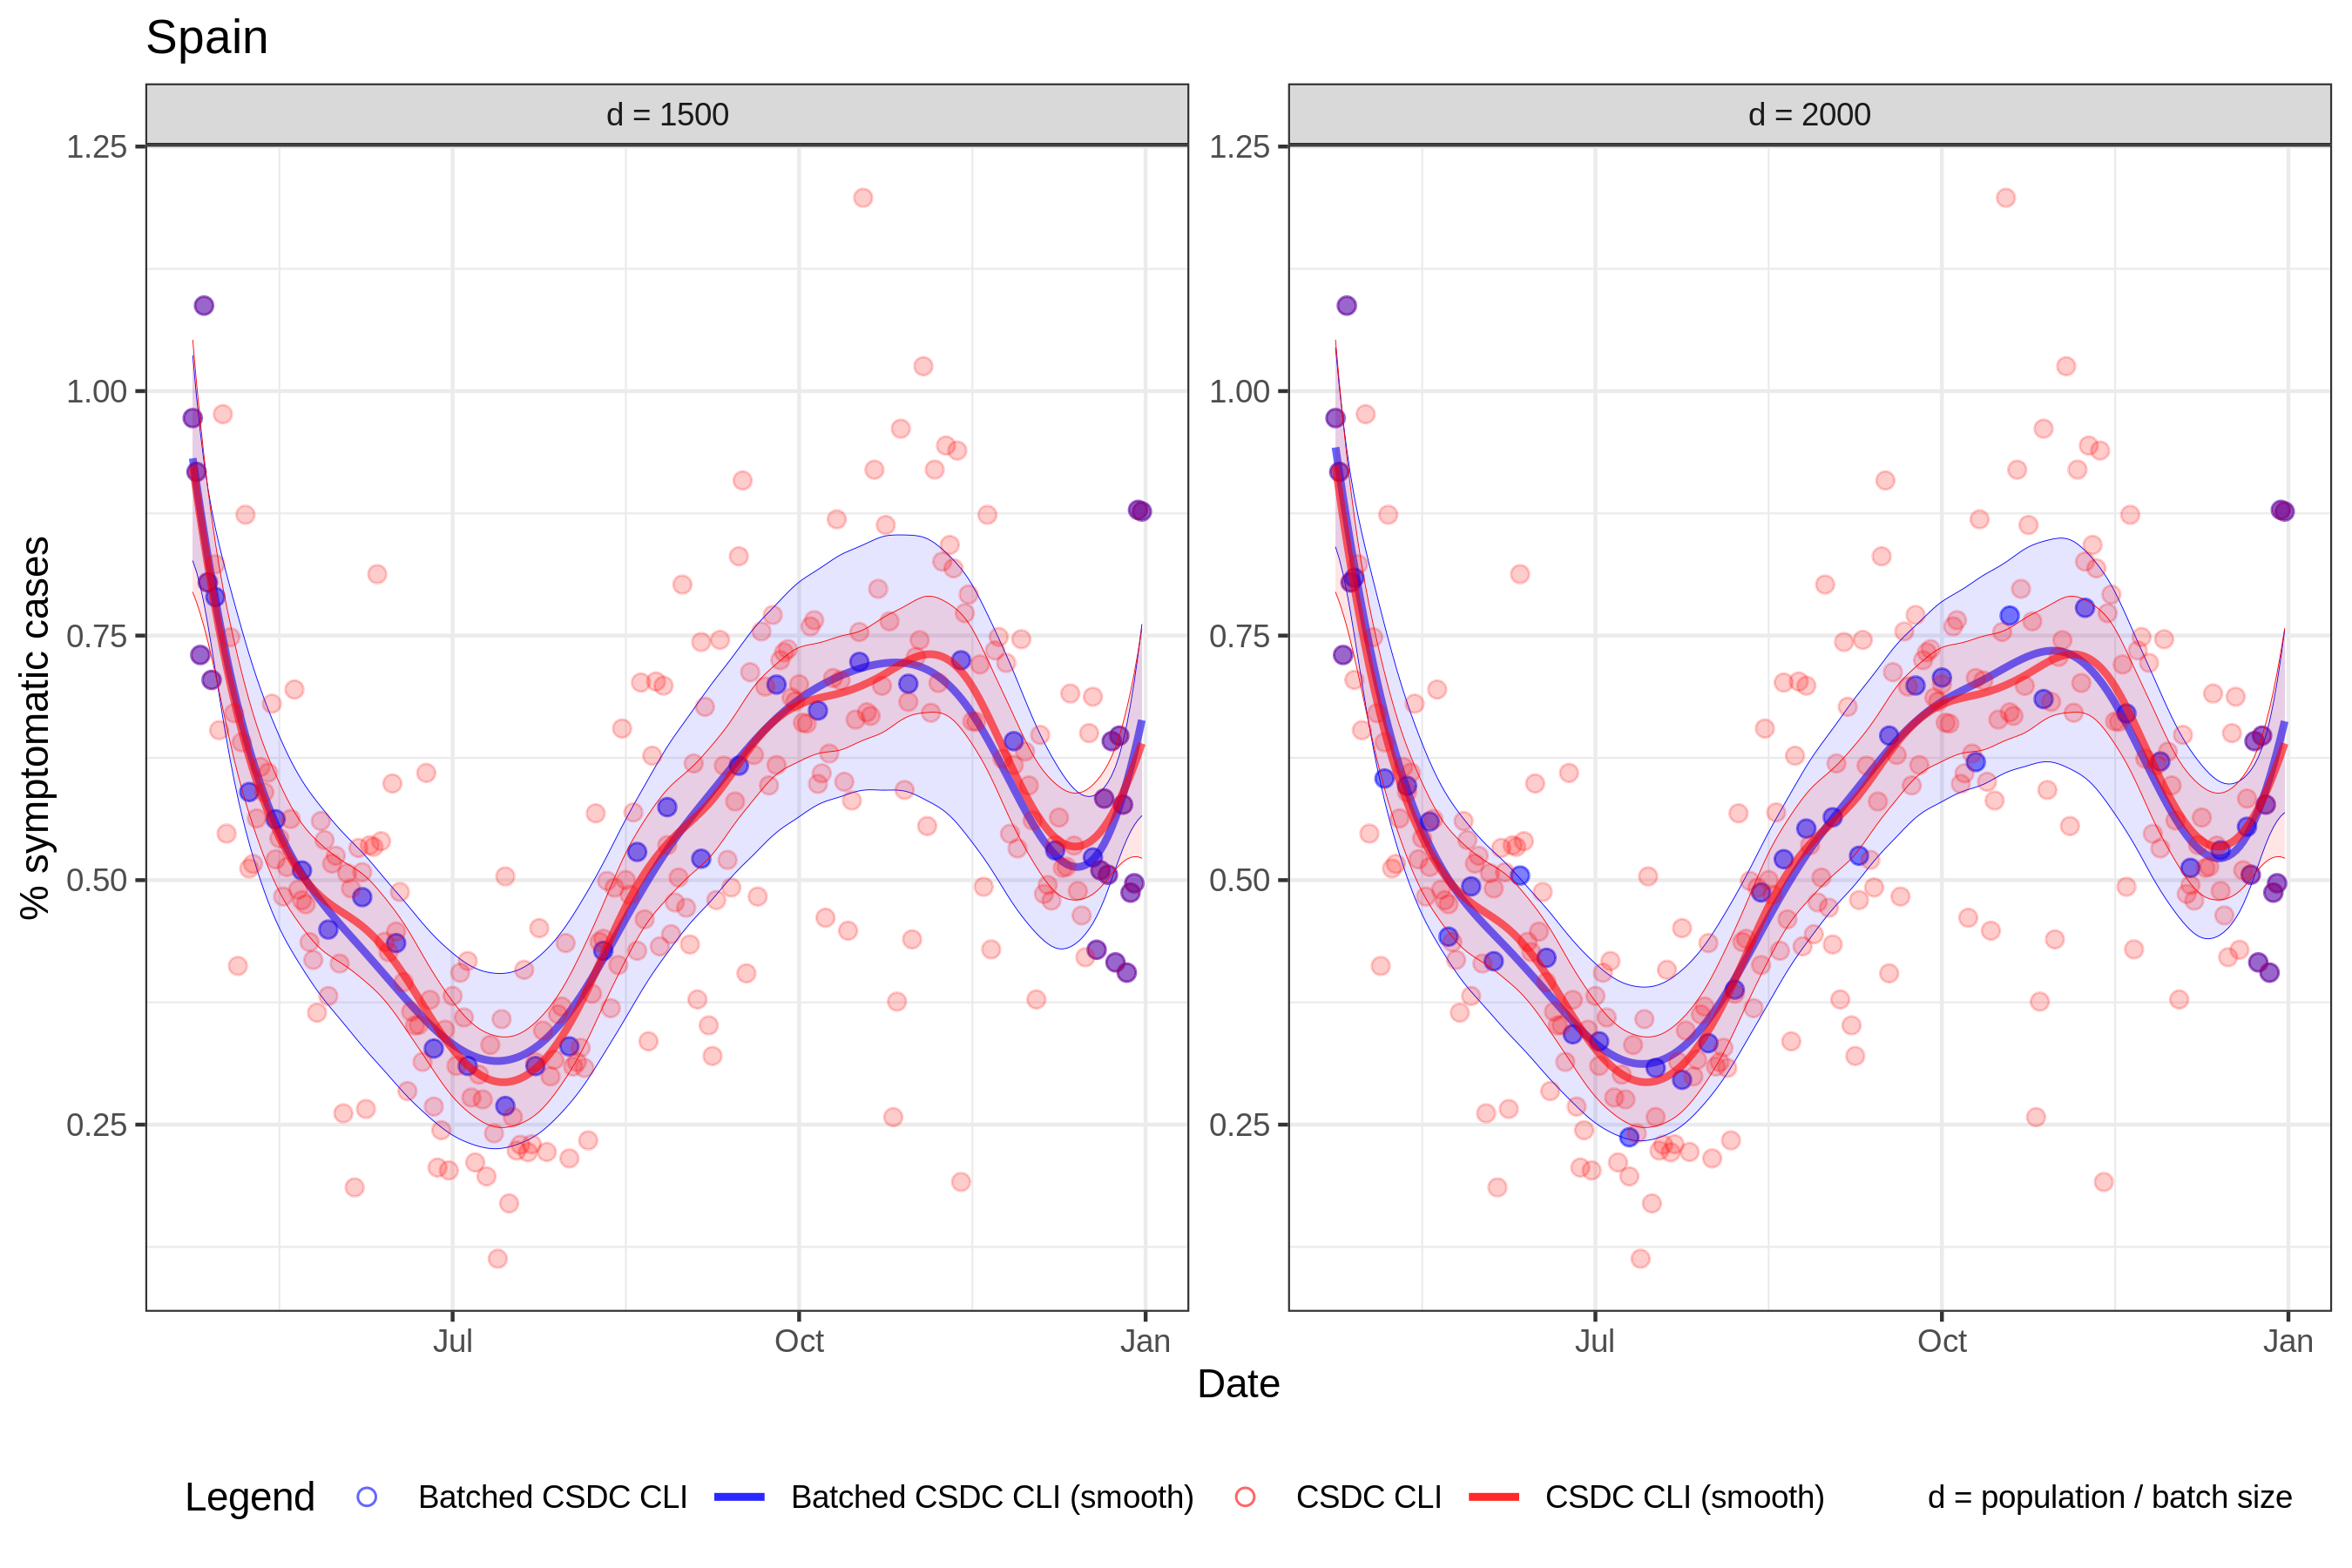 Spain
d = 1500
d = 2000
1.25
1.00
0.75
0.50
0.25
1.25
1.00
0.75
0.50
0.25
% symptomatic cases
Jul
Oct
Jan
Jul
Oct
Jan
Date
Legend
Batched CSDC CLI
Batched CSDC CLI (smooth)
CSDC CLI
CSDC CLI (smooth)
d = population / batch size